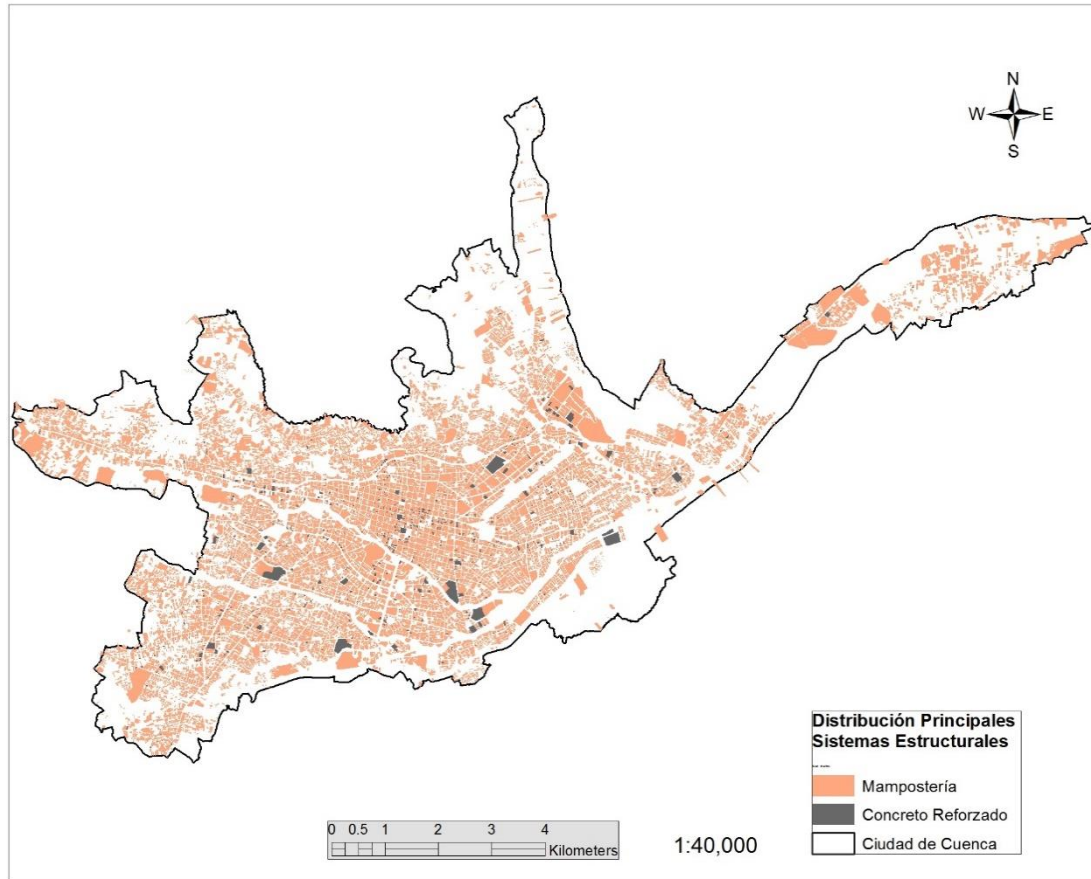 N
W E
S
Distribución Principales
Sistemas Estructurales
Mampostería
Concreto Reforzado
Ciudad de Cuenca
0 0.5 1 2 3 4
Kilometers
1:40,000